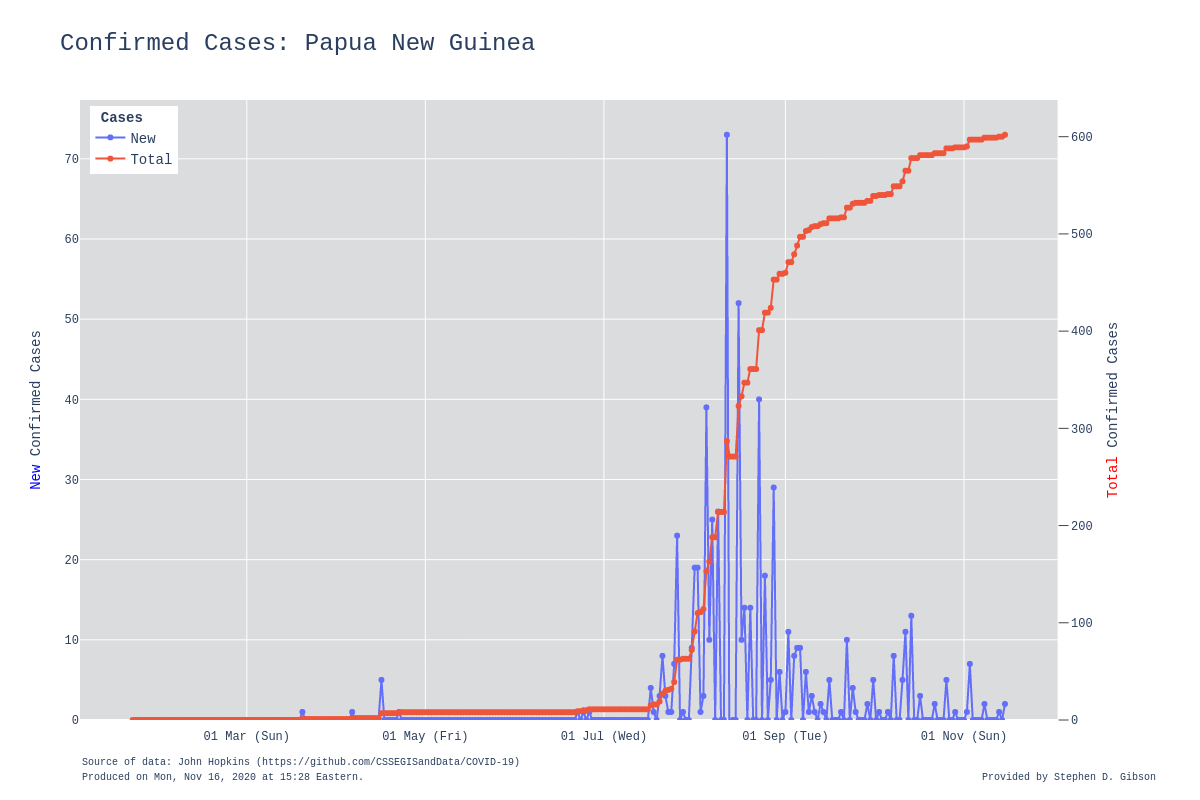 Confirmed Cases: Papua New Guinea
Cases
New
Total
70
60
50
40
30
20
10
0
New Confirmed Cases
600
500
400
300
200
100
0
Total Confirmed Cases
01 Mar (Sun) 01 May (Fri) 01 Jul (Wed) 01 Sep (Tue) 01 Nov (Sun)
Source of data: John Hopkins (https://github.com/CSSEGISandData/COVID-19)
Produced on Mon, Nov 16, 2020 at 15:28 Eastern.
Provided by Stephen D. Gibson